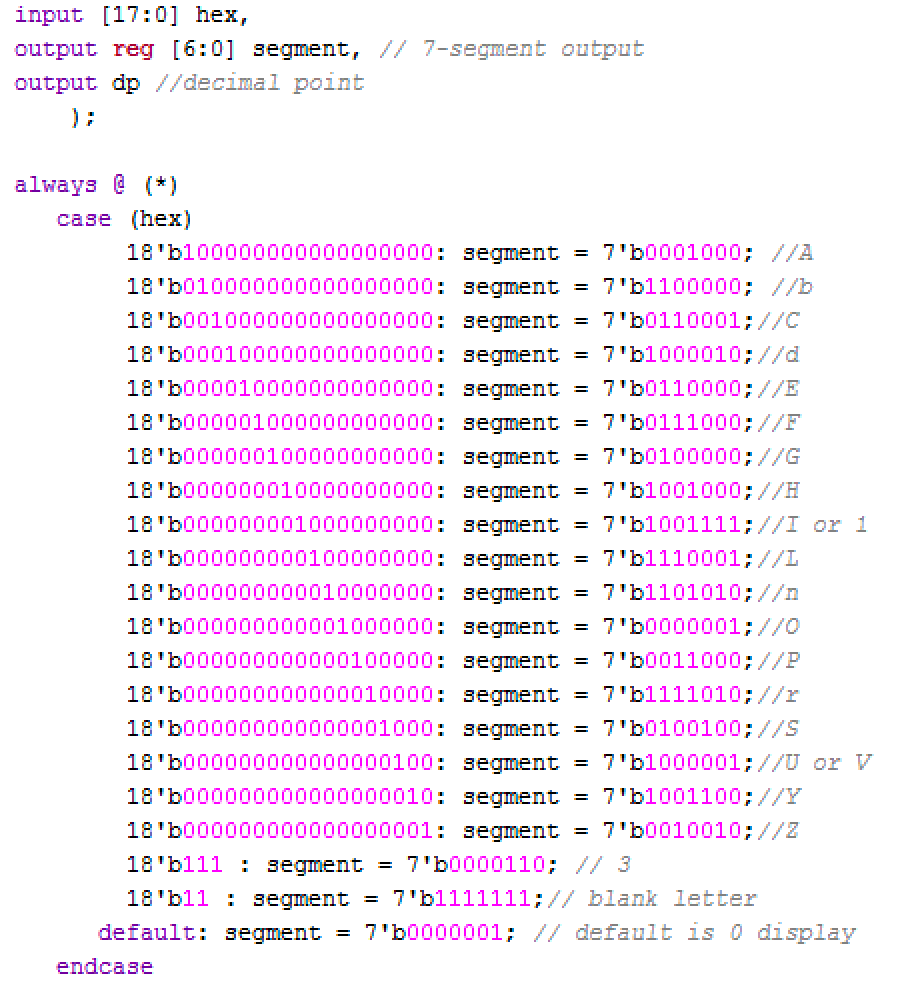 input [17:0] hex,
output reg [6:0] segment, // 7-segment output
output dp //decimal point
);
always @ (*)
case (hex)
18'b100000000000000000: segment = 7'b0001000; //A
18'b010000000000000000: segment = 7'b1100000; //b
18'b001000000000000000: segment = 7'b0110001;//C
18'b000100000000000000: segment = 7'b1000010;//d
18'b000010000000000000: segment = 7'b0110000;//E
18'b000001000000000000: segment = 7'b0111000;//F
18'b000000100000000000: segment = 7'b0100000;//G
18'b000000010000000000: segment = 7'b1001000;//H
18'b000000001000000000: segment = 7'b1001111;//I or 1
18'b000000000100000000: segment = 7'b1110001;//L
18'b000000000010000000: segment = 7'b1101010;//n
18'b000000000001000000: segment = 7'b0000001;//O
18'b000000000000100000: segment = 7'b0011000;//P
18'b000000000000010000: segment = 7'b1111010;//r
18'b000000000000001000: segment = 7'b0100100;//S
18'b000000000000000100: segment = 7'b1000001;//U or V
18'b000000000000000010: segment = 7'b1001100;//Y
18'b000000000000000001: segment = 7'b0010010;//Z
18'b111 : segment = 7'b0000110; // 3
18'b11 : segment = 7'b1111111;// blank letter
default: segment = 7'b0000001; // default is 0 display
endcase